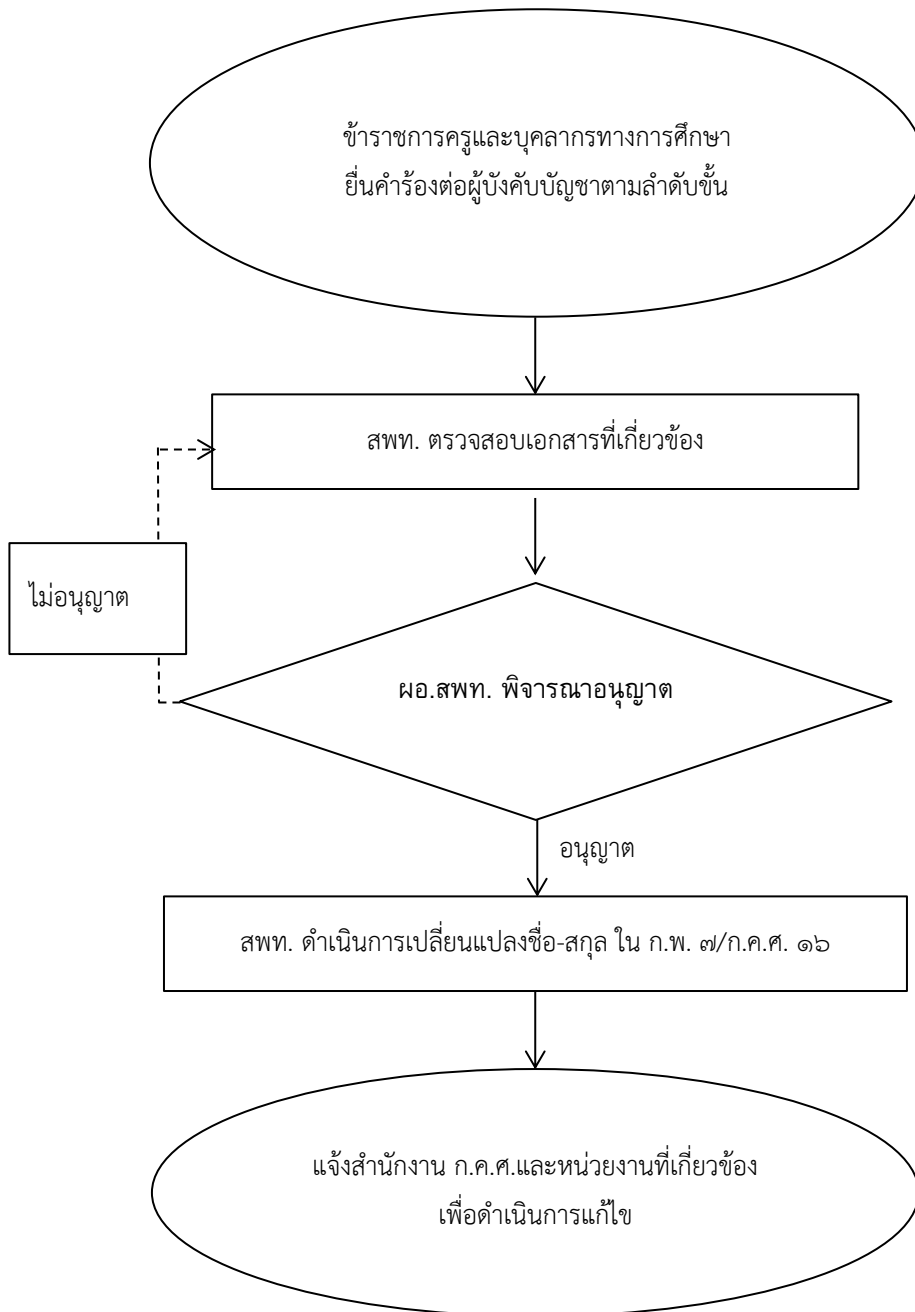 ข้าราชการครูและบุคลากรทางการศึกษา
ยื่นคำร้องต่อผู้บังคับบัญชาตามลำดับขั้น
สพท. ตรวจสอบเอกสารที่เกี่ยวข้อง
ไม่อนุญาต
ผอ.สพท. พิจารณาอนุญาต
อนุญาต
สพท. ดำเนินการเปลี่ยนแปลงชื่อ-สกุล ใน ก.พ. ๗/ก.ค.ศ. ๑๖
แจ้งสำนักงาน ก.ค.ศ.และหน่วยงานที่เกี่ยวข้อง
เพื่อดำเนินการแก้ไข